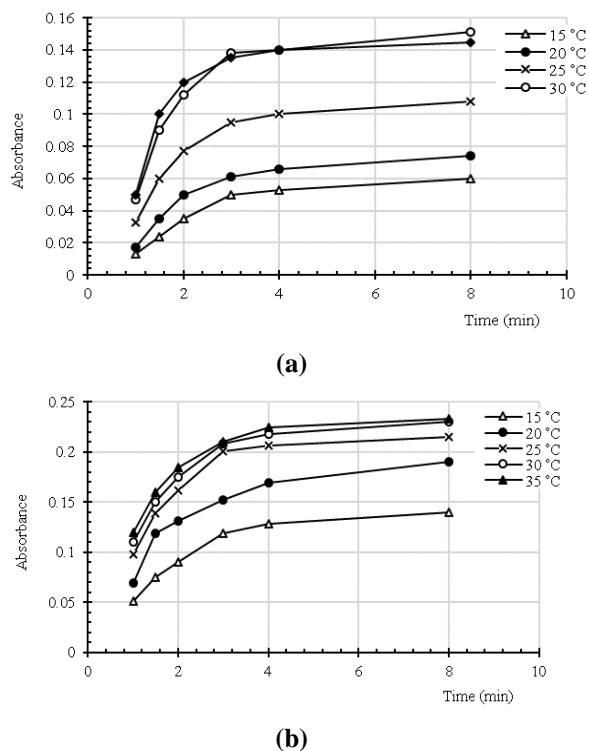 0.16
0.14
0.12
0.1
0.08
0.06
0.04
0.02
0
Absorbance
0 2 4 6 8 10
Time (min)
15 °C
20 °C
25 °C
30 °C
(a)
0.25
0.2
0.15
0.1
0.05
0
Absorbance
0 2 4 6 8 10
Time (min)
15 °C
20 °C
25 °C
30 °C
35 °C
(b)